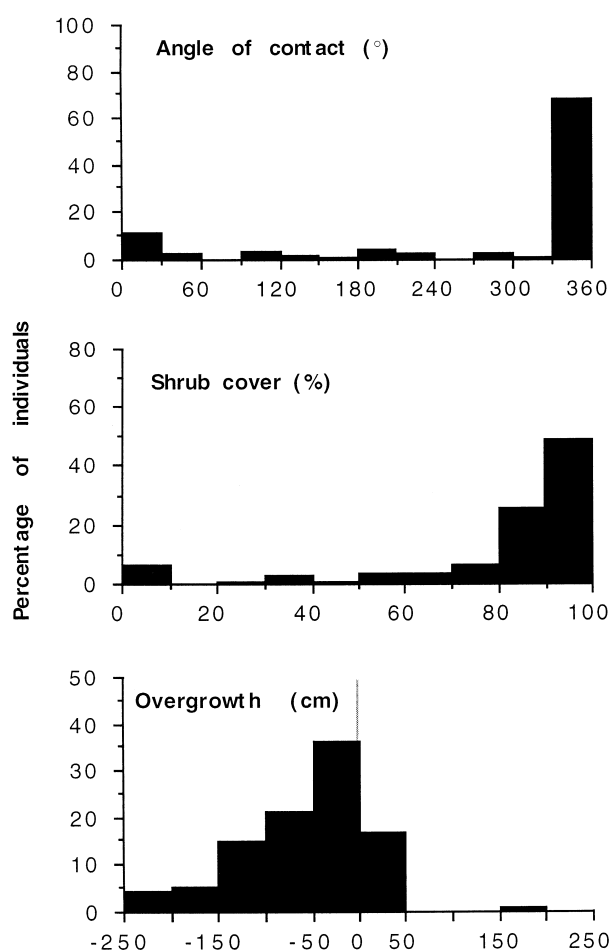 Percentage of individuals
Angle of contact (°)
100
80
60
40
20
0
0 60 120 180 240 300 360
Shrub cover (%)
80
60
40
20
0
0 20 40 60 80 100
Overgrowth (cm)
50
40
30
20
10
0
-250 -150 -50 0 50 150 250